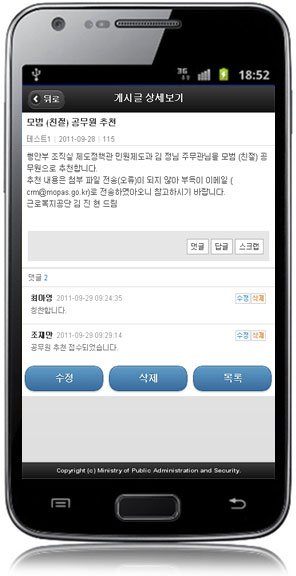 3G 18:52
뒤로 게시글 상세보기
모범 (친절) 공무원 추천
테스트1 | 2011-09-28 | 115
행안부 조직실 제도정책관 민원제도과 김 정님 주무관님을 모범 (친절) 공
무원으로 추천합니다.
추천 내용은 첨부 파일 전송(오류)이 되지 않아 부득이 이메일 (
crm@mopas.go.kr)로 전송하였아오니 참고하시기 바랍니다.
근로복지공단 김 진 현 드림
댓글 답글 스크랩
댓글 2
최마영 2011-09-29 09:24:35 수정 삭제
칭찬합니다.
조재만 2011-09-29 09:29:14 수정 삭제
공무원 추천 접수되었습니다.
수정 삭제 목록
Copyright (c) Ministry of Public Administration and Security.